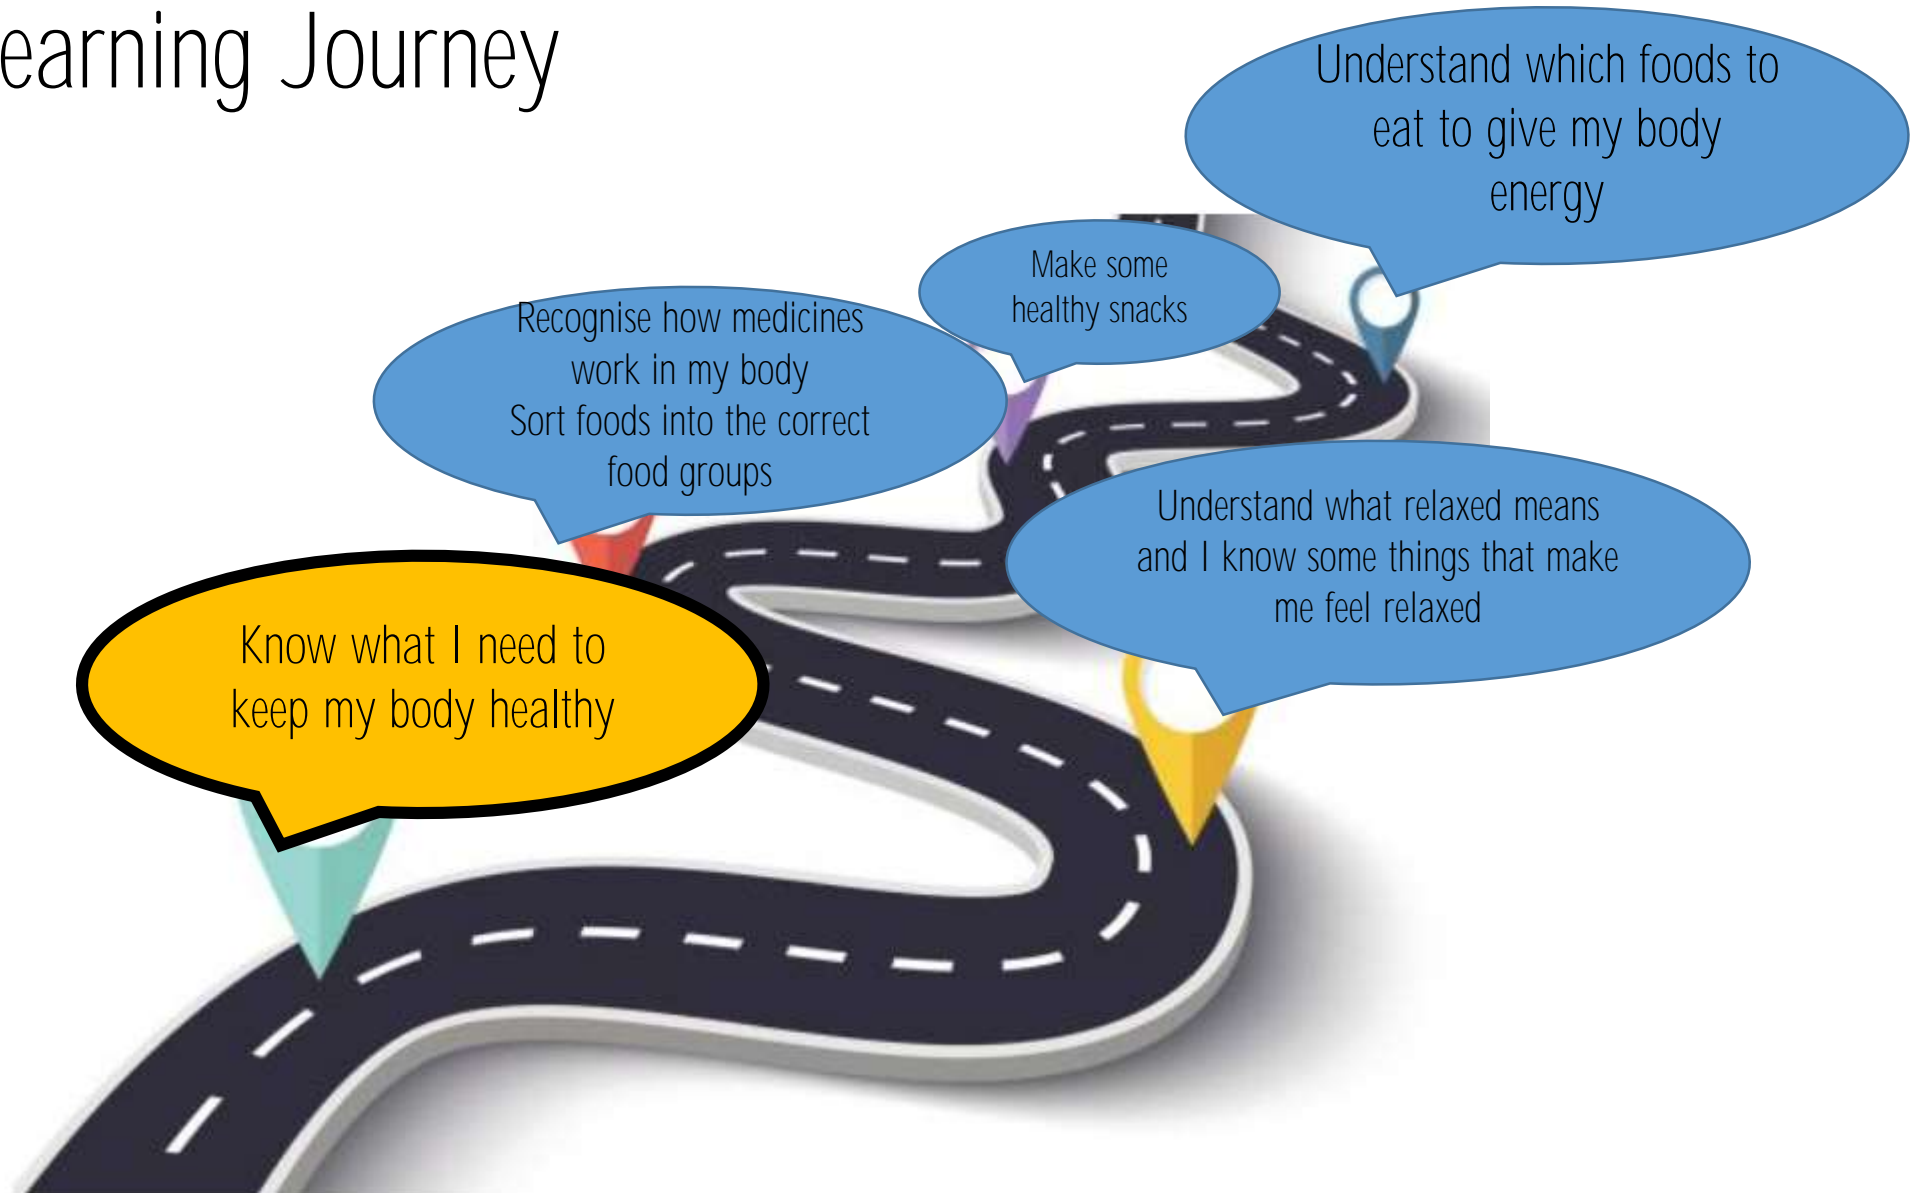 earning Journey
Understand which foods to
eat to give my body
energy
Make some
healthy snacks
Recognise how medicines
work in my body
Sort foods into the correct
food groups
Understand what relaxed means
and I know some things that make
me feel relaxed
Know what I need to
keep my body healthy